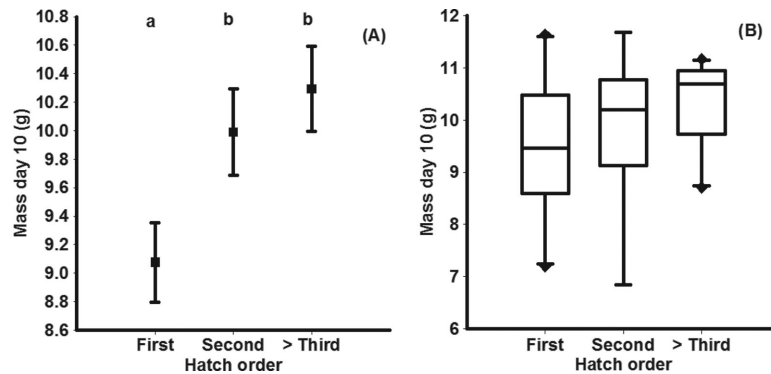 10.8
10.6
10.4
10.2
10.0
9.8
9.6
9.4
9.2
9.0
8.8
8.6
Mass day 10 (g)
a b b
(A)
First Second > Third
Hatch order
12
11
10
9
8
7
6
Mass day 10 (g)
(B)
First Second > Third
Hatch order